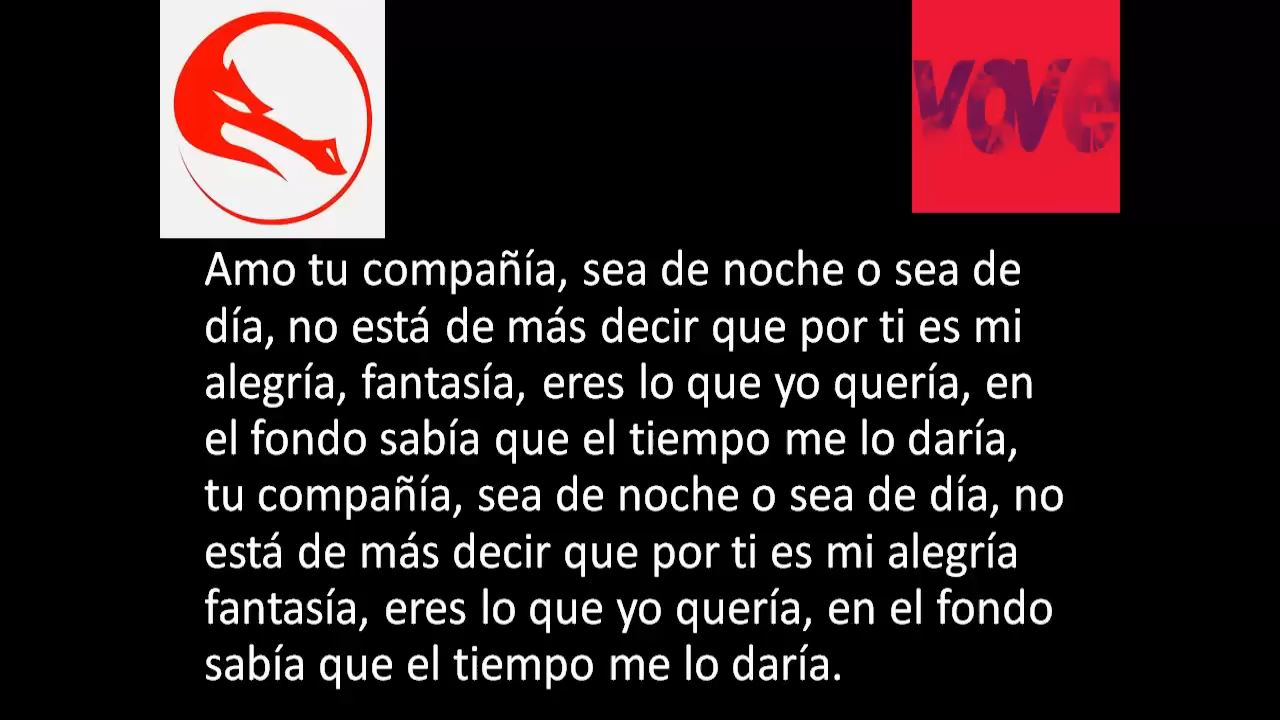 vove
Amo tu compañía, sea de noche o sea de
día, no está de más decir que por ti es mi
alegría, fantasía, eres lo que yo quería, en
el fondo sabía que el tiempo me lo daría,
tu compañía, sea de noche o sea de día, no
está de más decir que por ti es mi alegría
fantasía, eres lo que yo quería, en el fondo
sabía que el tiempo me lo daría.